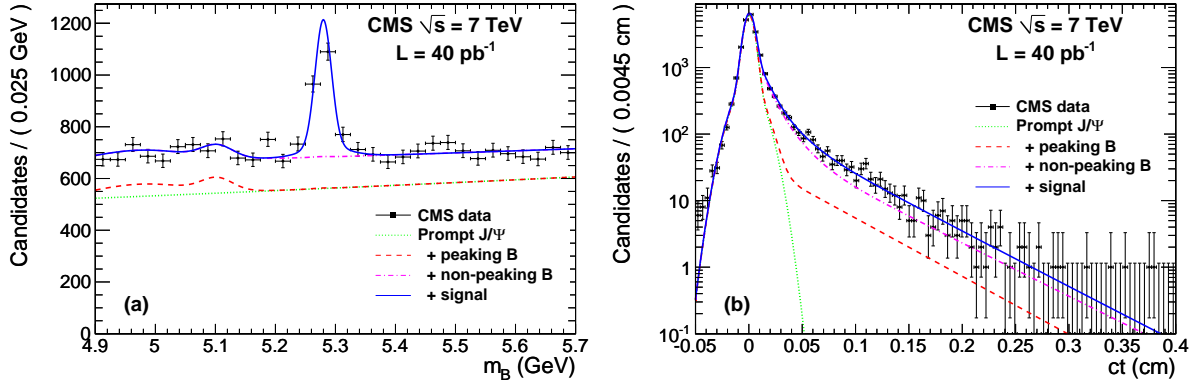 CMS √s = 7 TeV
L = 40 pb-1
Candidates / ( 0.025 GeV )
1200
1000
800
600
400
200
0
CMS data
Prompt J/Ψ
+ peaking B
+ non-peaking B
+ signal
(a)
4.9 5 5.1 5.2 5.3 5.4 5.5 5.6 5.7
mB (GeV)
CMS √s = 7 TeV
L = 40 pb-1
Candidates / ( 0.0045 cm )
103
102
10
1
10-1
CMS data
Prompt J/Ψ
+ peaking B
+ non-peaking B
+ signal
(b)
-0.05 0 0.05 0.1 0.15 0.2 0.25 0.3 0.35 0.4
ct (cm)